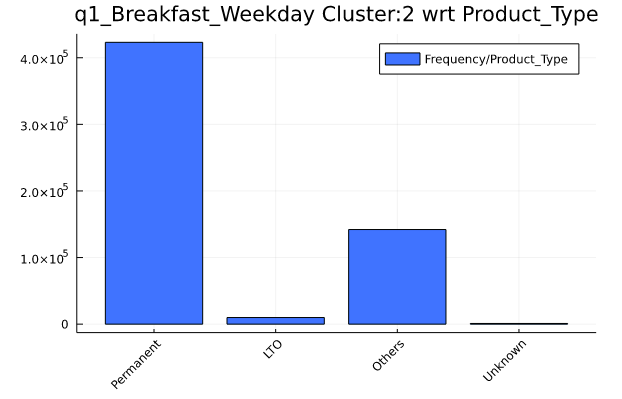 q1_Breakfast_Weekday Cluster:2 wrt Product_Type
Frequency/Product_Type
4.0×10⁵
3.0×10⁵
2.0×10⁵
1.0×10⁵
0
Permanent
LTO
Others
Unknown